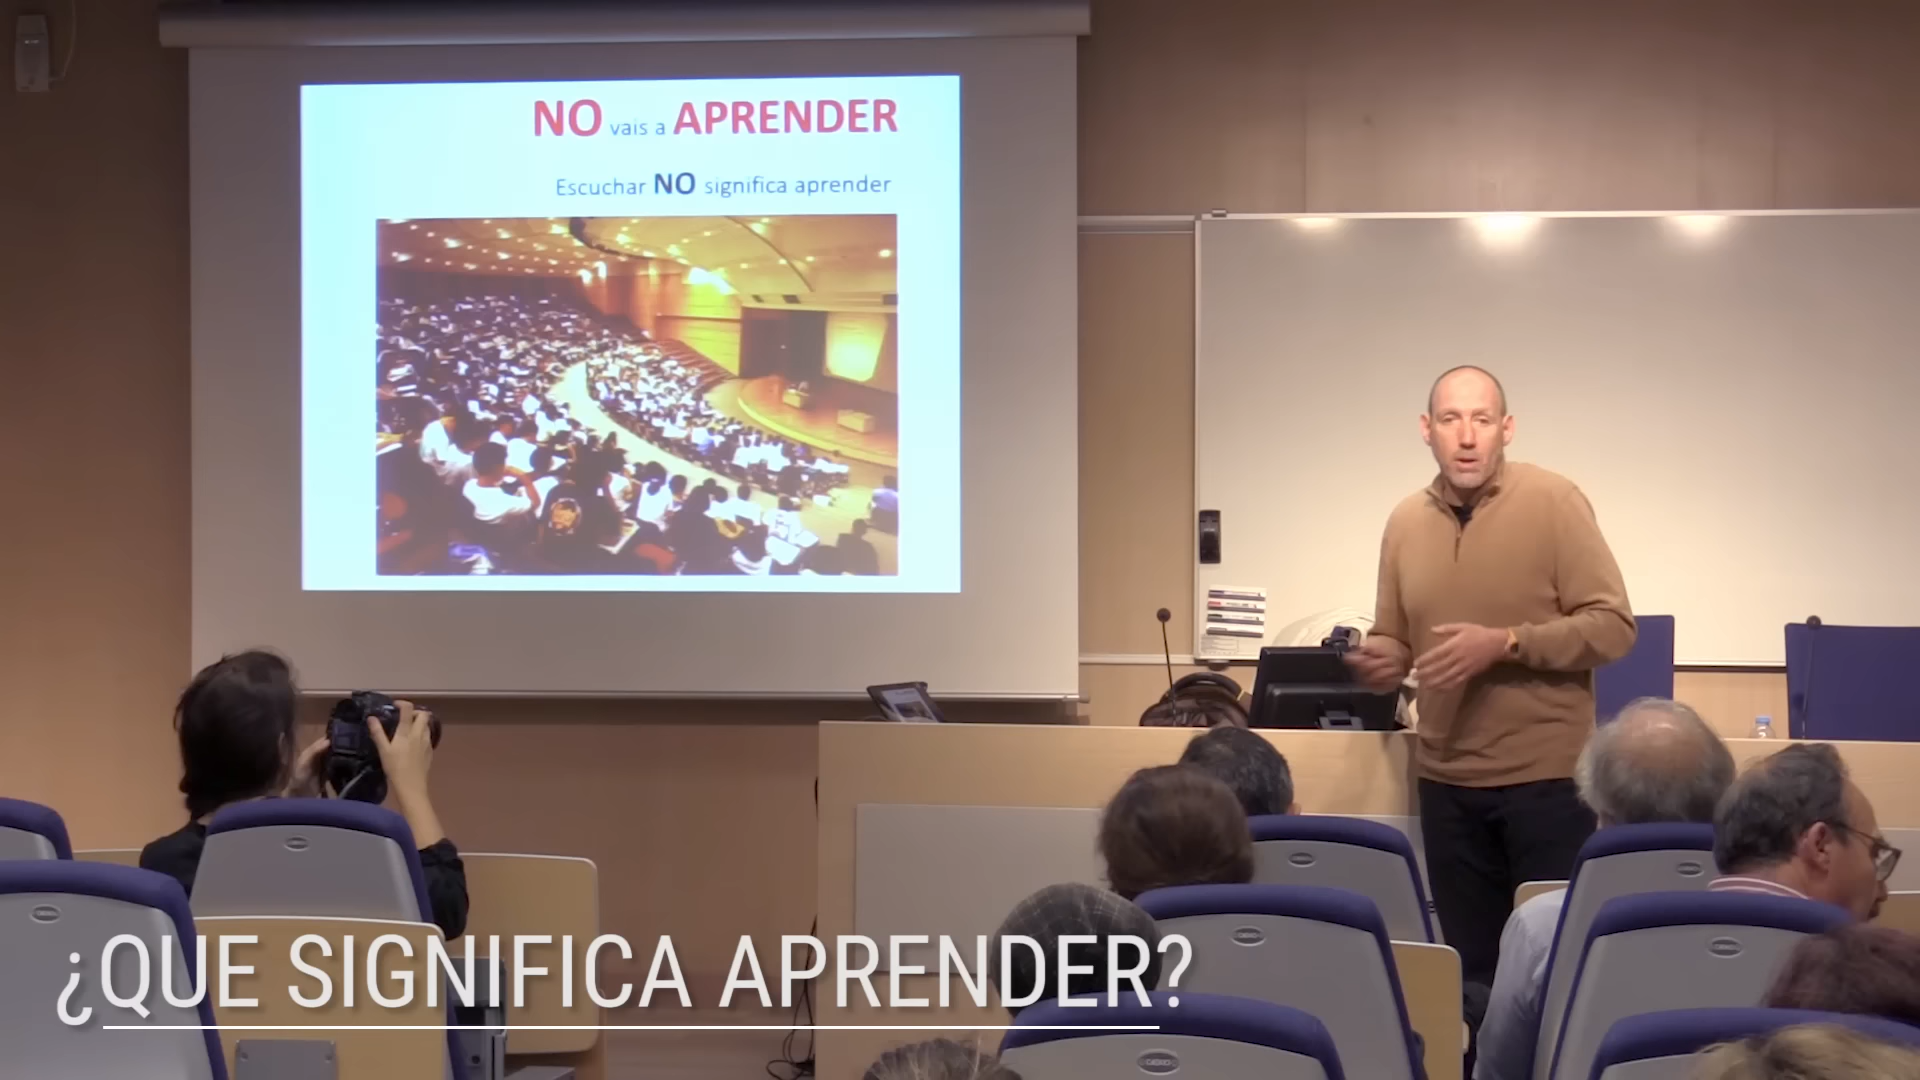 NO vais a APRENDER
Escuchar NO significa aprender
¿QUE SIGNIFICA APRENDER?